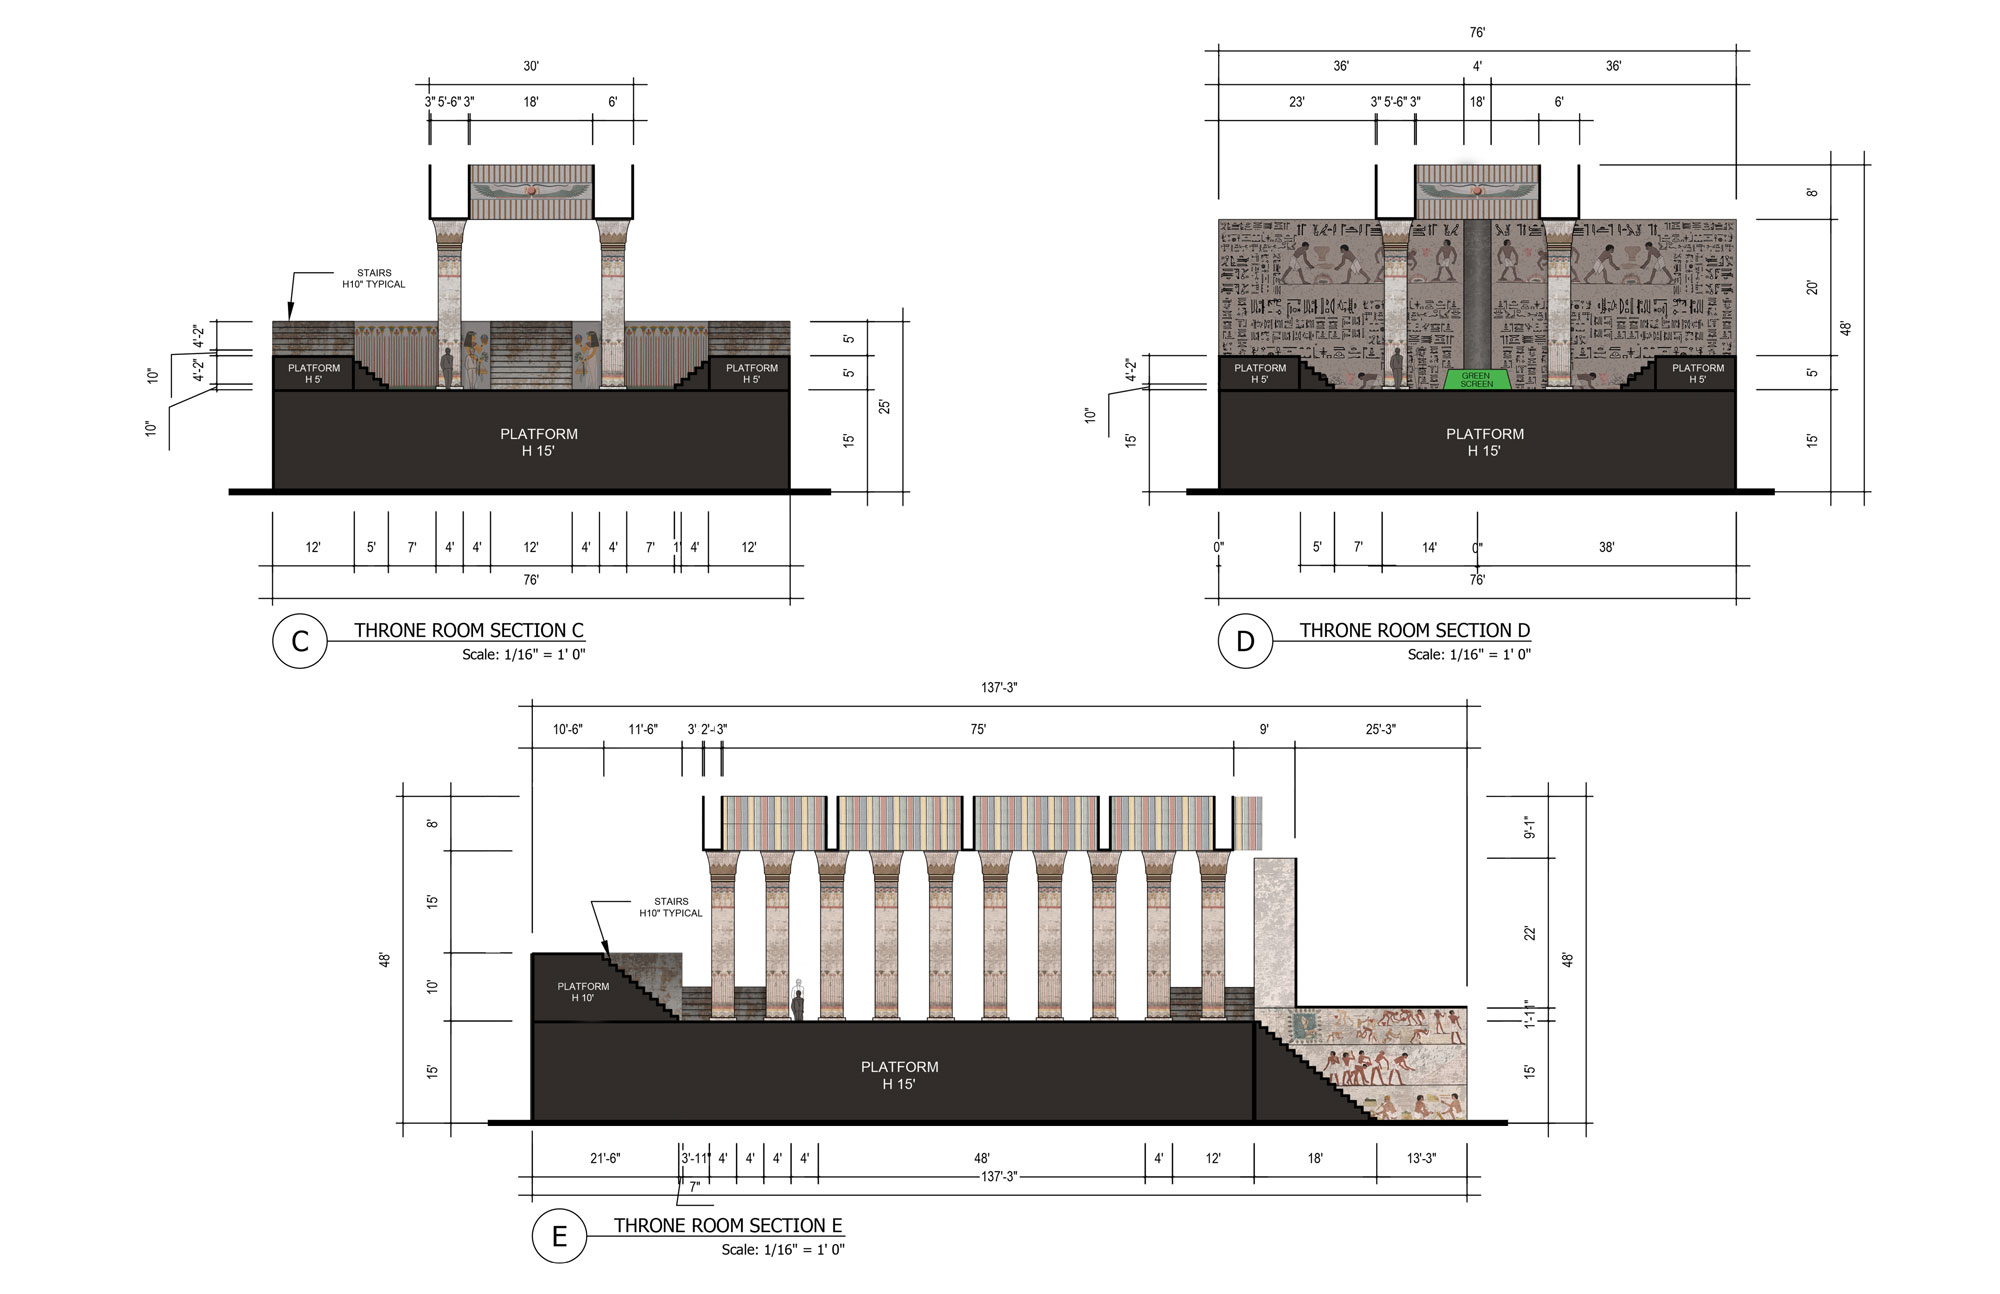 30'
3" 5'-6" 3" 18' 6'
STAIRS
H10" TYPICAL
4'-2"
10"
4'-2"
10"
PLATFORM
H 5'
PLATFORM
H 5'
PLATFORM
H 15'
5'
5'
15'
25'
12' 5' 7' 4' 4' 12' 4' 4' 7' 1' 4' 12'
76'
C
THRONE ROOM SECTION C
Scale: 1/16" = 1' 0"
76'
36' 4' 36'
23' 3" 5'-6" 3" 18' 6'
4'-2"
10"
15'
PLATFORM
H 5'
GREEN
SCREEN
PLATFORM
H 5'
PLATFORM
H 15'
8'
20'
5'
15'
48'
0" 5' 7' 14' 0" 38'
76'
D
THRONE ROOM SECTION D
Scale: 1/16" = 1' 0"
137'-3"
10'-6" 11'-6" 3' 2'- 3" 75' 9' 25'-3"
48'
8'
15'
10'
15'
STAIRS
H10" TYPICAL
PLATFORM
H 10'
PLATFORM
H 15'
9'-1"
22'
1'-11"
15'
48'
21'-6" 3'-11" 4' 4' 4' 4' 48' 4' 12' 18' 13'-3"
137'-3"
7"
E
THRONE ROOM SECTION E
Scale: 1/16" = 1' 0"